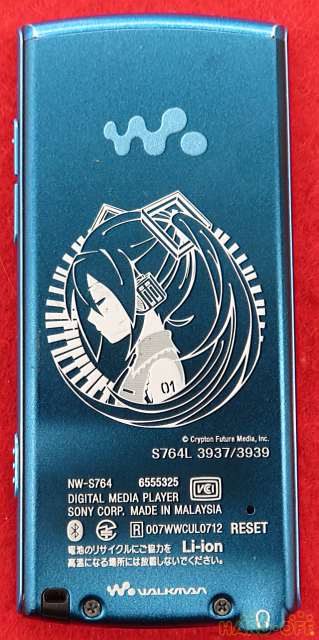 01
© Crypton Future Media, Inc.
S764L 3937/3939
NW-S764 6555325
DIGITAL MEDIA PLAYER
SONY CORP. MADE IN MALAYSIA
VCCI
R 007WWCUL0712 RESET
電池のリサイクルにご協力を Li-ion
高温になる場所には放置しないでください。
WALKMAN